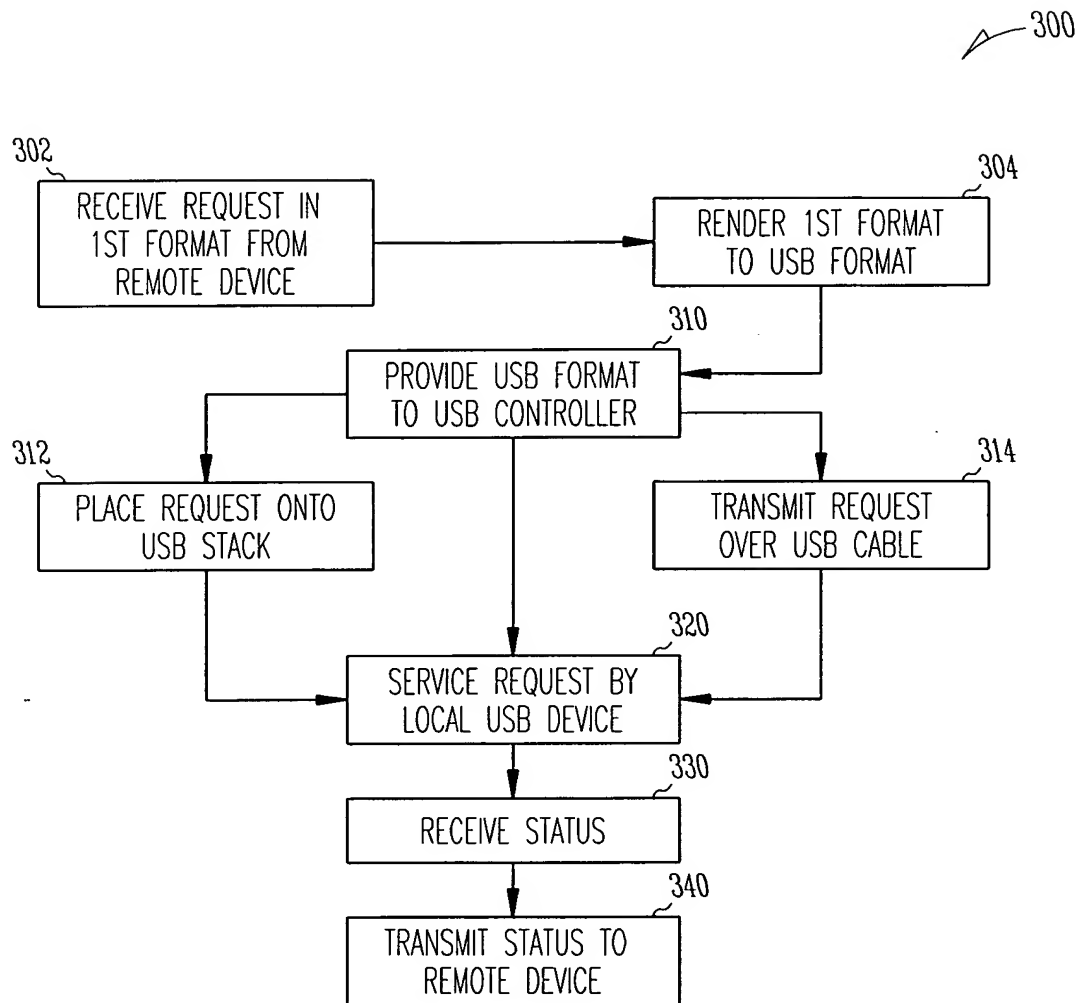 300
302
RECEIVE REQUEST IN
1ST FORMAT FROM
REMOTE DEVICE
304
RENDER 1ST FORMAT
TO USB FORMAT
310
PROVIDE USB FORMAT
TO USB CONTROLLER
312
PLACE REQUEST ONTO
USB STACK
314
TRANSMIT REQUEST
OVER USB CABLE
320
SERVICE REQUEST BY
LOCAL USB DEVICE
330
RECEIVE STATUS
340
TRANSMIT STATUS TO
REMOTE DEVICE